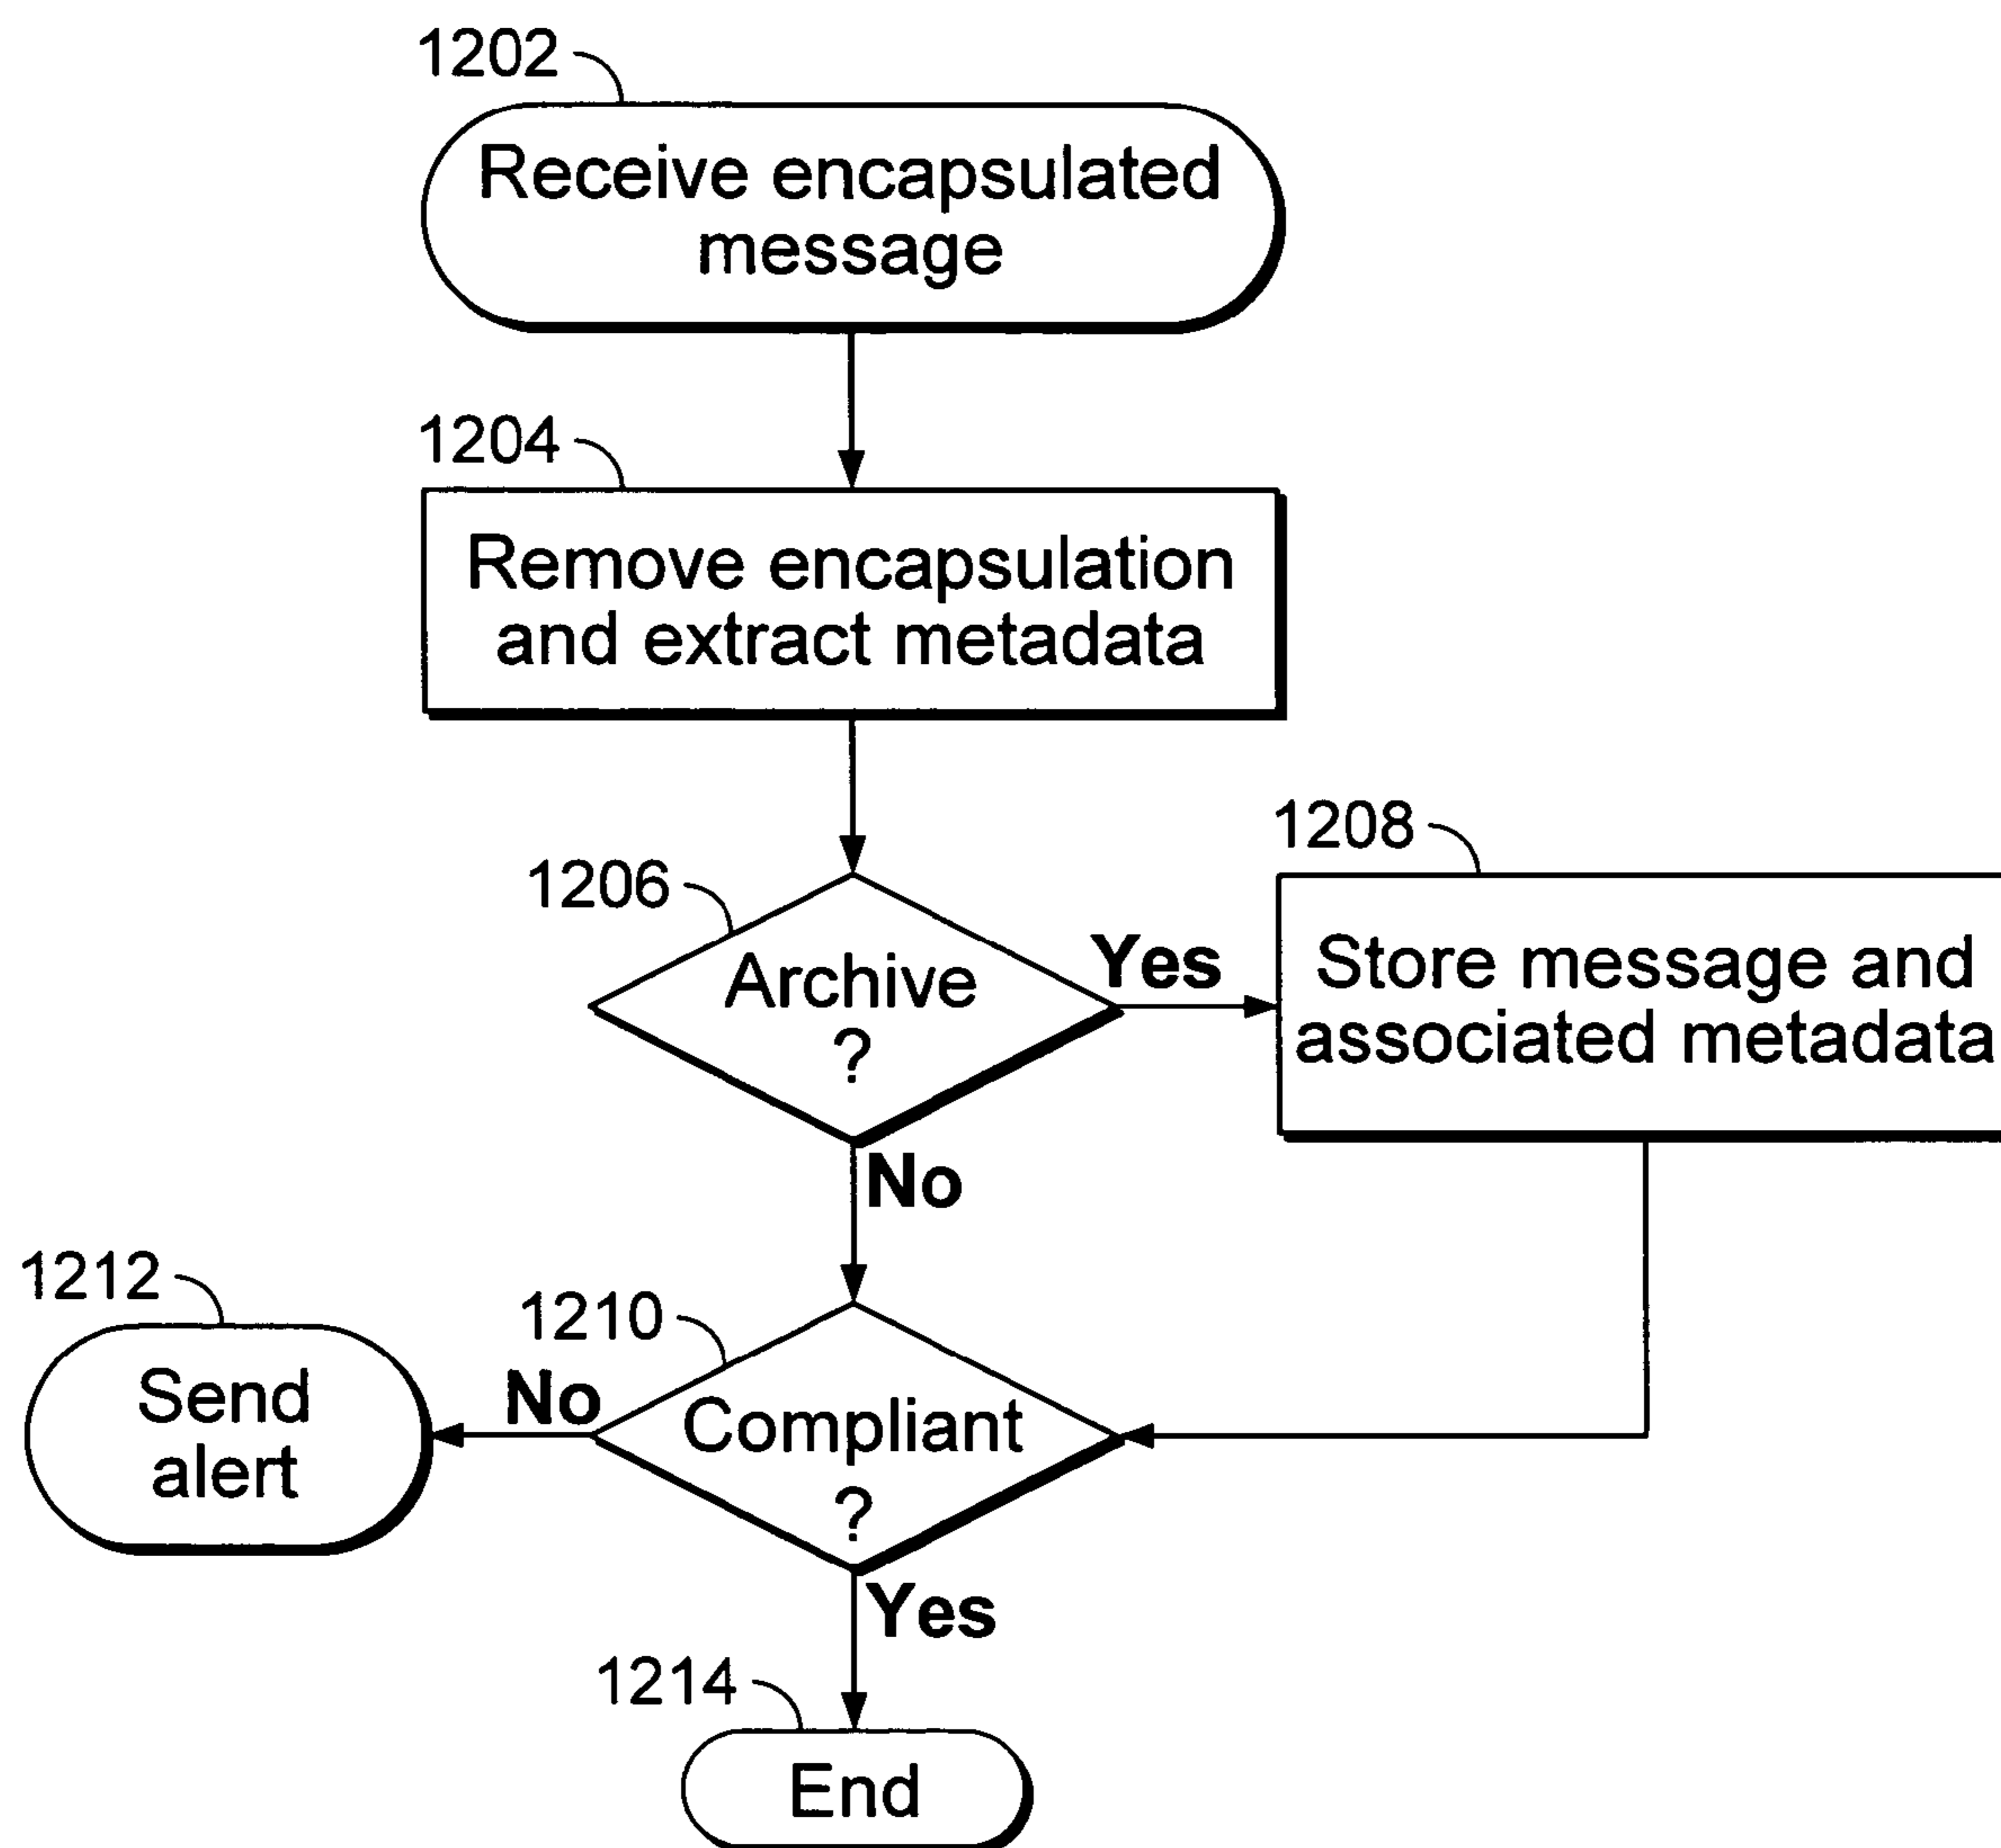 1202
Receive encapsulated
message
1204
Remove encapsulation
and extract metadata
1206
Archive
?
Yes
1208
Store message and
associated metadata
No
1210
Compliant
?
No
1212
Send
alert
Yes
1214
End